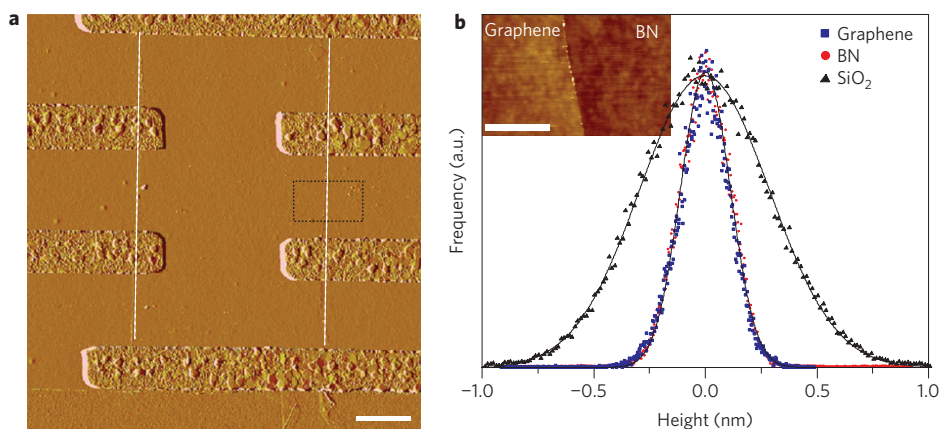 a
b
Graphene
BN
Graphene
BN
SiO₂
Frequency (a.u.)
−1.0
−0.5
0.0
0.5
1.0
Height (nm)